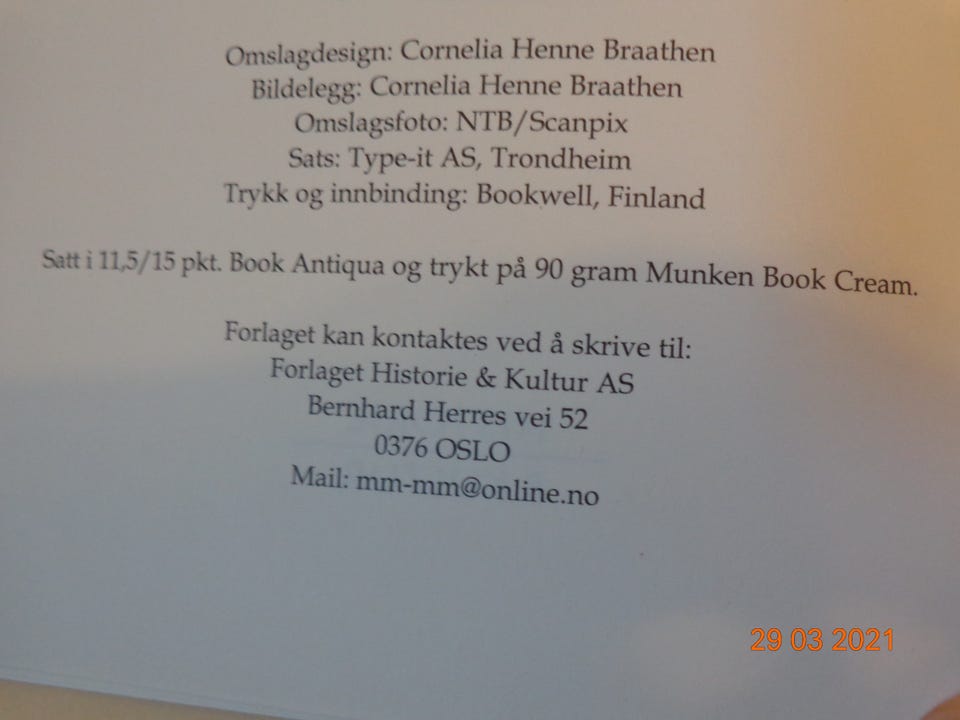 Omslagdesign: Cornelia Henne Braathen
Bildelegg: Cornelia Henne Braathen
Omslagsfoto: NTB/Scanpix
Sats: Type-it AS, Trondheim
Trykk og innbinding: Bookwell, Finland
Satt i 11,5/15 pkt. Book Antiqua og trykt på 90 gram Munken Book Cream.
Forlaget kan kontaktes ved å skrive til:
Forlaget Historie & Kultur AS
Bernhard Herres vei 52
0376 OSLO
Mail: mm-mm@online.no
29 03 2021